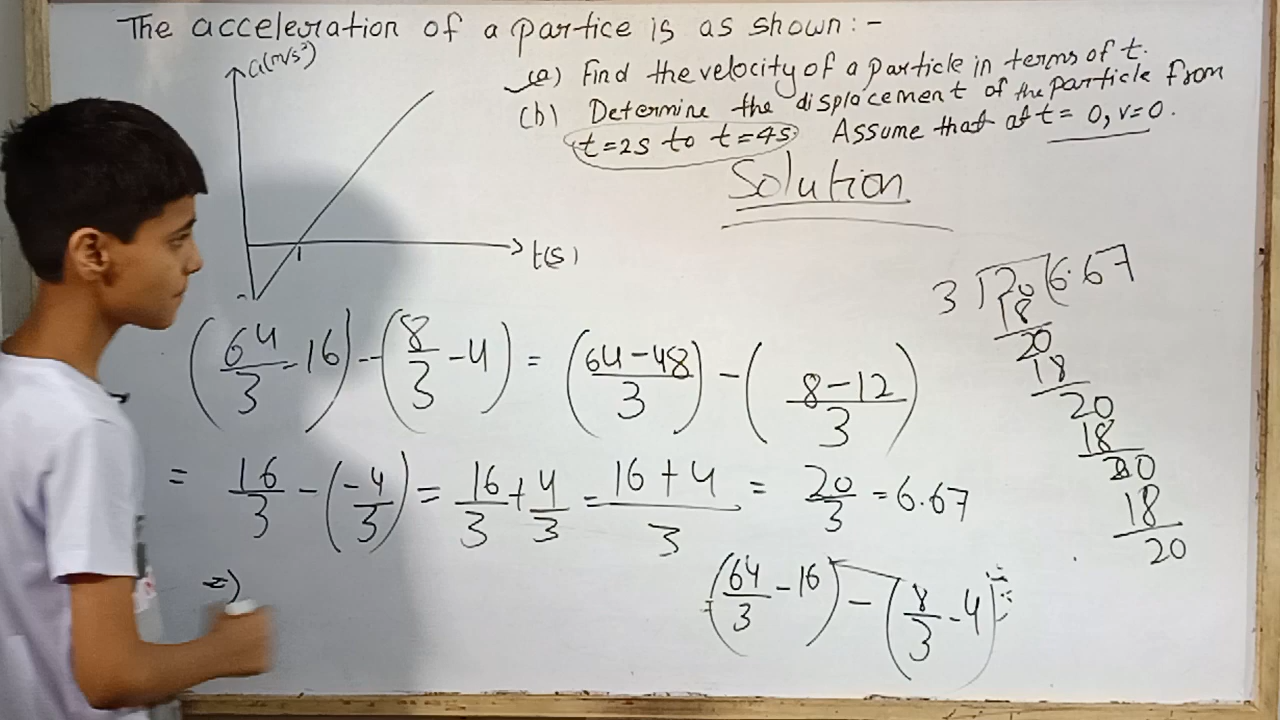 The acceleration of a partice is as shown:-
a(m/s²)
(a) Find the velocity of a particle in terms of t.
(b) Determine the displacement of the particle from
t=2s to t=4s. Assume that at t=0, v=0.
Solution
1
t(s)
3)20(6.67
18
20
18
20
18
20
18
20
(64/3 - 16) - (8/3 - 4) = ((64-48)/3) - ((8-12)/3)
= 16/3 - (-4/3) = 16/3 + 4/3 = (16+4)/3 = 20/3 = 6.67
(64/3 - 16) - (8/3 - 4)